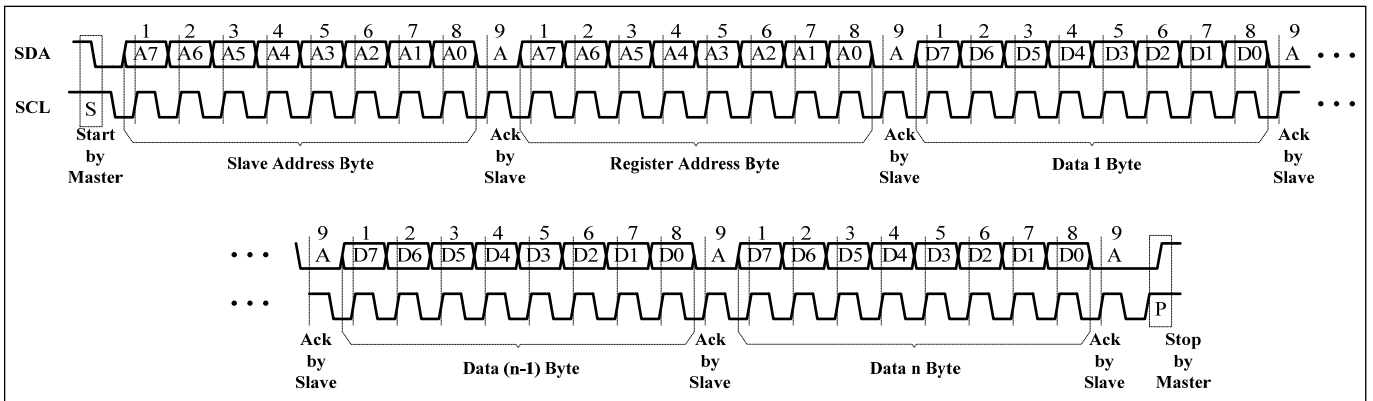 1 2 3 4 5 6 7 8 9 1 2 3 4 5 6 7 8 9 1 2 3 4 5 6 7 8 9
SDA A7 A6 A5 A4 A3 A2 A1 A0 A A7 A6 A5 A4 A3 A2 A1 A0 A D7 D6 D5 D4 D3 D2 D1 D0 A • • •
SCL S • • •
Start by Master
Slave Address Byte
Ack by Slave
Register Address Byte
Ack by Slave
Data 1 Byte
Ack by Slave
9 1 2 3 4 5 6 7 8 9 1 2 3 4 5 6 7 8 9
• • • A D7 D6 D5 D4 D3 D2 D1 D0 A D7 D6 D5 D4 D3 D2 D1 D0 A
• • • P
Ack by Slave
Data (n-1) Byte
Ack by Slave
Data n Byte
Ack by Slave
Stop by Master